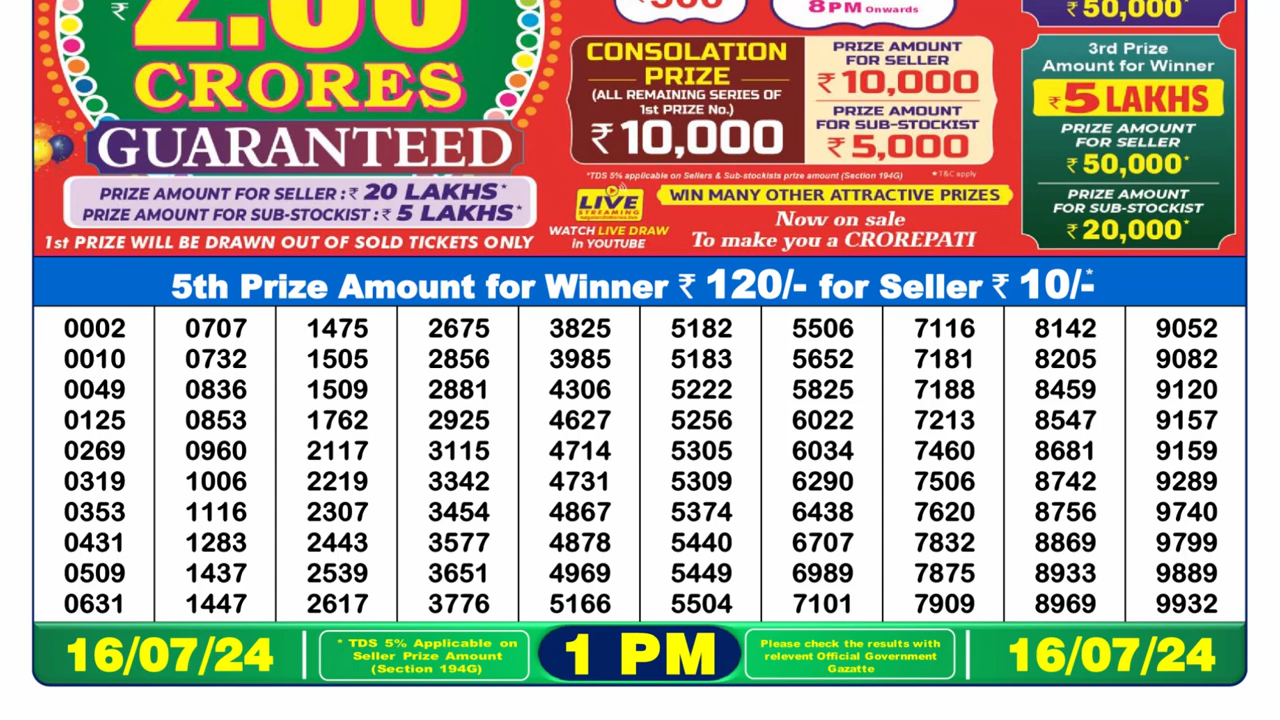 ₹ 2.00
CRORES
GUARANTEED
PRIZE AMOUNT FOR SELLER : ₹ 20 LAKHS*
PRIZE AMOUNT FOR SUB-STOCKIST : ₹ 5 LAKHS*
1st PRIZE WILL BE DRAWN OUT OF SOLD TICKETS ONLY
₹500
8PM Onwards
₹50,000*
CONSOLATION
PRIZE
(ALL REMAINING SERIES OF
1st PRIZE No.)
₹10,000
PRIZE AMOUNT
FOR SELLER
₹10,000
PRIZE AMOUNT
FOR SUB-STOCKIST
₹5,000
*TDS 5% applicable on Sellers & Sub-stockists prize amount (Section 194G)
*T&C apply
LIVE
STREAMING
WATCH LIVE DRAW
in YOUTUBE
WIN MANY OTHER ATTRACTIVE PRIZES
Now on sale
To make you a CROREPATI
3rd Prize
Amount for Winner
₹5 LAKHS
PRIZE AMOUNT
FOR SELLER
₹50,000*
PRIZE AMOUNT
FOR SUB-STOCKIST
₹20,000*
5th Prize Amount for Winner ₹ 120/- for Seller ₹ 10/-*
0002 0707 1475 2675 3825 5182 5506 7116 8142 9052
0010 0732 1505 2856 3985 5183 5652 7181 8205 9082
0049 0836 1509 2881 4306 5222 5825 7188 8459 9120
0125 0853 1762 2925 4627 5256 6022 7213 8547 9157
0269 0960 2117 3115 4714 5305 6034 7460 8681 9159
0319 1006 2219 3342 4731 5309 6290 7506 8742 9289
0353 1116 2307 3454 4867 5374 6438 7620 8756 9740
0431 1283 2443 3577 4878 5440 6707 7832 8869 9799
0509 1437 2539 3651 4969 5449 6989 7875 8933 9889
0631 1447 2617 3776 5166 5504 7101 7909 8969 9932
16/07/24
* TDS 5% Applicable on
Seller Prize Amount
(Section 194G)
1 PM
Please check the results with
relevent Official Government
Gazatte
16/07/24